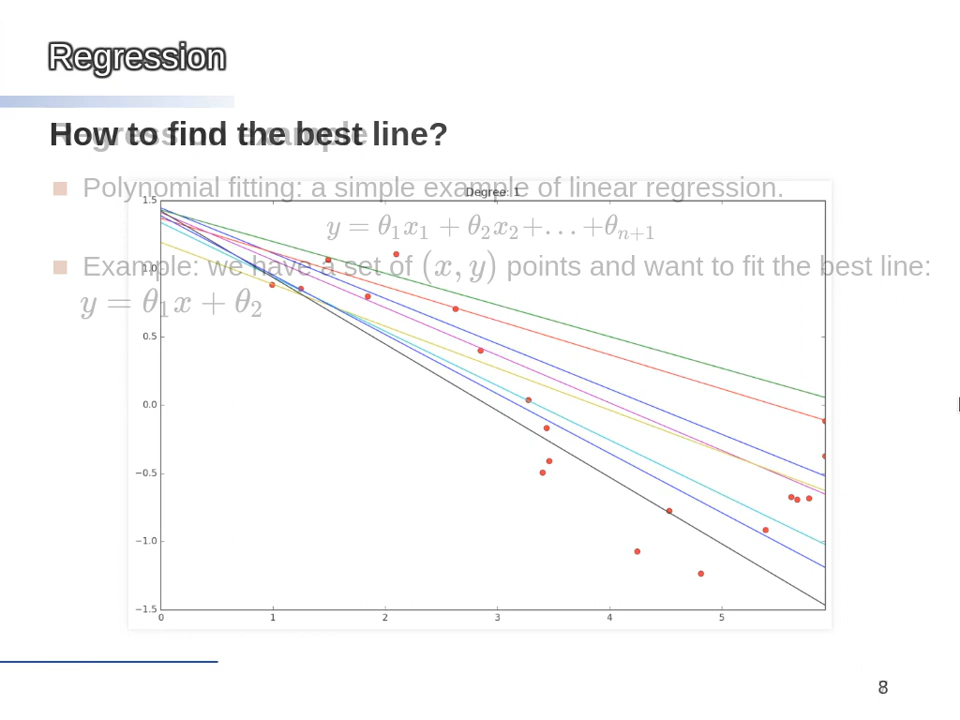 Regression
How to find the best line?
Regression example
Polynomial fitting: a simple example of linear regression.
Degree: 1
y = θ₁x₁ + θ₂x₂+…+θₙ₊₁
Example: we have a set of (x, y) points and want to fit the best line:
y = θ₁x + θ₂
1.5
1.0
0.5
0.0
−0.5
−1.0
−1.5
0 1 2 3 4 5
8